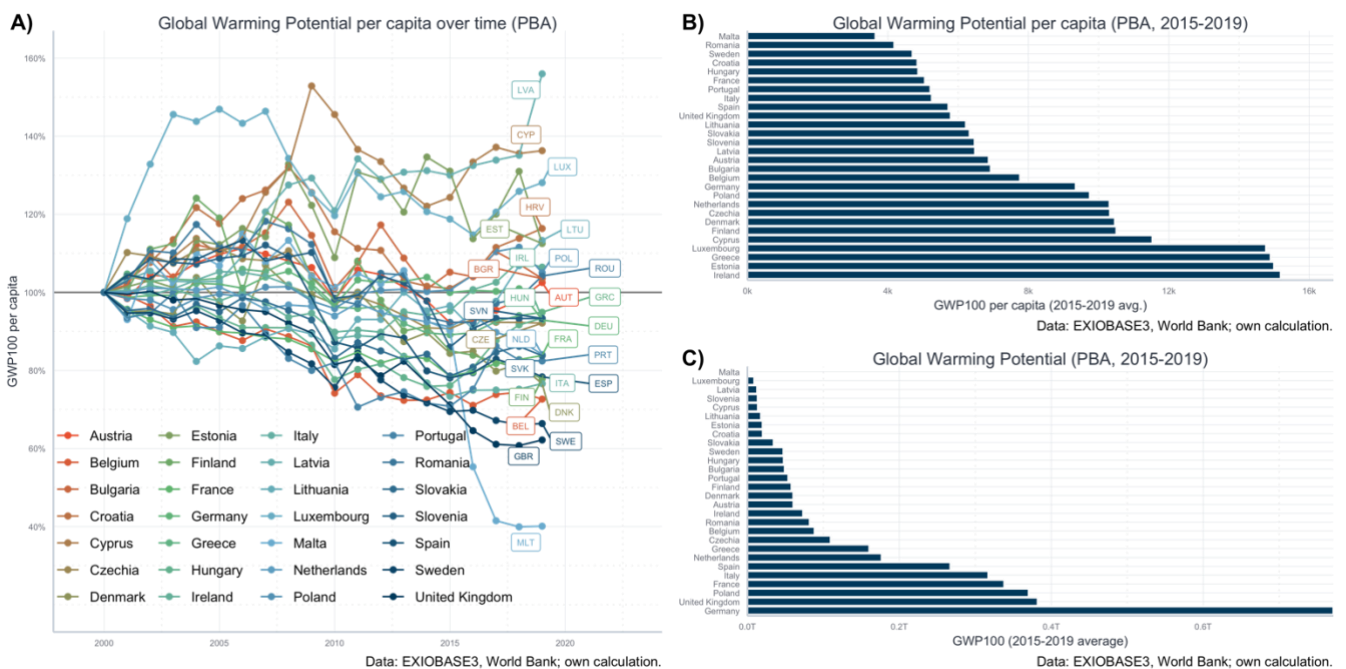 A)
Global Warming Potential per capita over time (PBA)
GWP100 per capita
160%
140%
120%
100%
80%
60%
40%
LVA
CYP
LUX
HRV
EST
LTU
IRL
POL
BGR
ROU
HUN
AUT
GRC
SVN
DEU
CZE
NLD
FRA
PRT
SVK
ITA
ESP
FIN
DNK
BEL
SWE
GBR
MLT
Austria
Estonia
Italy
Portugal
Belgium
Finland
Latvia
Romania
Bulgaria
France
Lithuania
Slovakia
Croatia
Germany
Luxembourg
Slovenia
Cyprus
Greece
Malta
Spain
Czechia
Hungary
Netherlands
Sweden
Denmark
Ireland
Poland
United Kingdom
2000
2005
2010
2015
2020
Data: EXIOBASE3, World Bank; own calculation.
B)
Global Warming Potential per capita (PBA, 2015-2019)
Malta
Romania
Sweden
Croatia
Hungary
France
Portugal
Italy
Spain
United Kingdom
Lithuania
Slovakia
Slovenia
Latvia
Austria
Bulgaria
Belgium
Germany
Poland
Netherlands
Czechia
Denmark
Finland
Cyprus
Luxembourg
Greece
Estonia
Ireland
0k
4k
8k
12k
16k
GWP100 per capita (2015-2019 avg.)
Data: EXIOBASE3, World Bank; own calculation.
C)
Global Warming Potential (PBA, 2015-2019)
Malta
Luxembourg
Latvia
Slovenia
Cyprus
Lithuania
Estonia
Croatia
Slovakia
Sweden
Hungary
Bulgaria
Portugal
Finland
Denmark
Austria
Ireland
Romania
Belgium
Czechia
Greece
Netherlands
Spain
Italy
France
Poland
United Kingdom
Germany
0.0T
0.2T
0.4T
0.6T
GWP100 (2015-2019 average)
Data: EXIOBASE3, World Bank; own calculation.